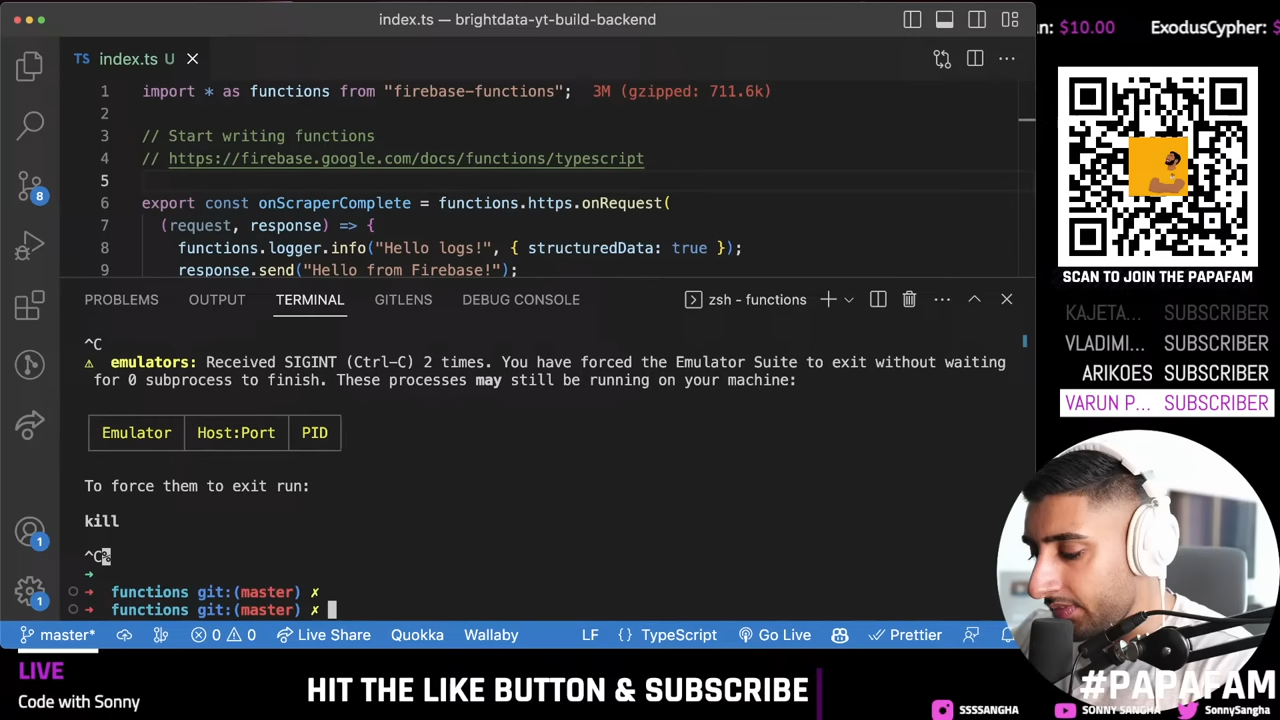 index.ts — brightdata-yt-build-backend
an: $10.00 ExodusCypher: $
TS index.ts U
1 import * as functions from "firebase-functions"; 3M (gzipped: 711.6k)
2
3 // Start writing functions
4 // https://firebase.google.com/docs/functions/typescript
5
6 export const onScraperComplete = functions.https.onRequest(
7 (request, response) => {
8 functions.logger.info("Hello logs!", { structuredData: true });
9 response.send("Hello from Firebase!");
8
SCAN TO JOIN THE PAPAFAM
PROBLEMS OUTPUT TERMINAL GITLENS DEBUG CONSOLE zsh - functions
KAJETA... SUBSCRIBER
VLADIMI... SUBSCRIBER
ARIKOES SUBSCRIBER
VARUN P... SUBSCRIBER
^C
⚠ emulators: Received SIGINT (Ctrl-C) 2 times. You have forced the Emulator Suite to exit without waiting
for 0 subprocess to finish. These processes may still be running on your machine:
Emulator Host:Port PID
To force them to exit run:
kill
^C%
➜
➜ functions git:(master) ✗
➜ functions git:(master) ✗
1
1
master* 0 0 Live Share Quokka Wallaby LF {} TypeScript Go Live Prettier
LIVE
Code with Sonny
HIT THE LIKE BUTTON & SUBSCRIBE
#PAPAFAM
SSSSANGHA SONNY SANGHA SonnySangha